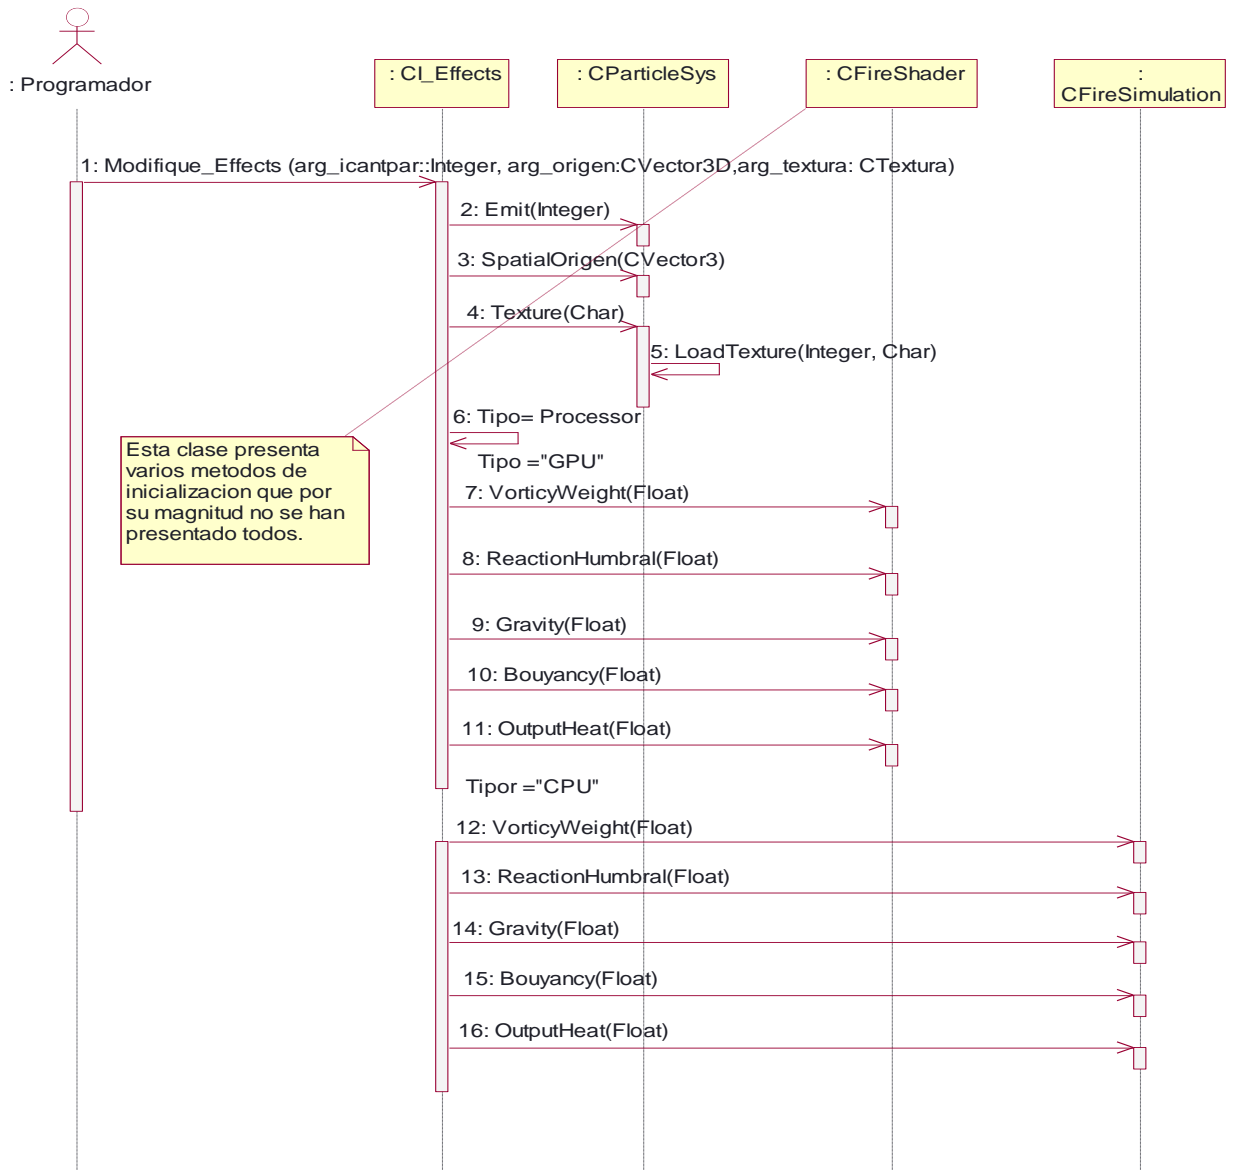 : Programador
: CI_Effects
: CParticleSys
: CFireShader
:
CFireSimulation
1: Modifique_Effects (arg_icantpar::Integer, arg_origen:CVector3D,arg_textura: CTextura)
2: Emit(Integer)
3: SpatialOrigen(CVector3)
4: Texture(Char)
5: LoadTexture(Integer, Char)
6: Tipo= Processor
Esta clase presenta
varios metodos de
inicializacion que por
su magnitud no se han
presentado todos.
Tipo ="GPU"
7: VorticyWeight(Float)
8: ReactionHumbral(Float)
9: Gravity(Float)
10: Bouyancy(Float)
11: OutputHeat(Float)
Tipor ="CPU"
12: VorticyWeight(Float)
13: ReactionHumbral(Float)
14: Gravity(Float)
15: Bouyancy(Float)
16: OutputHeat(Float)